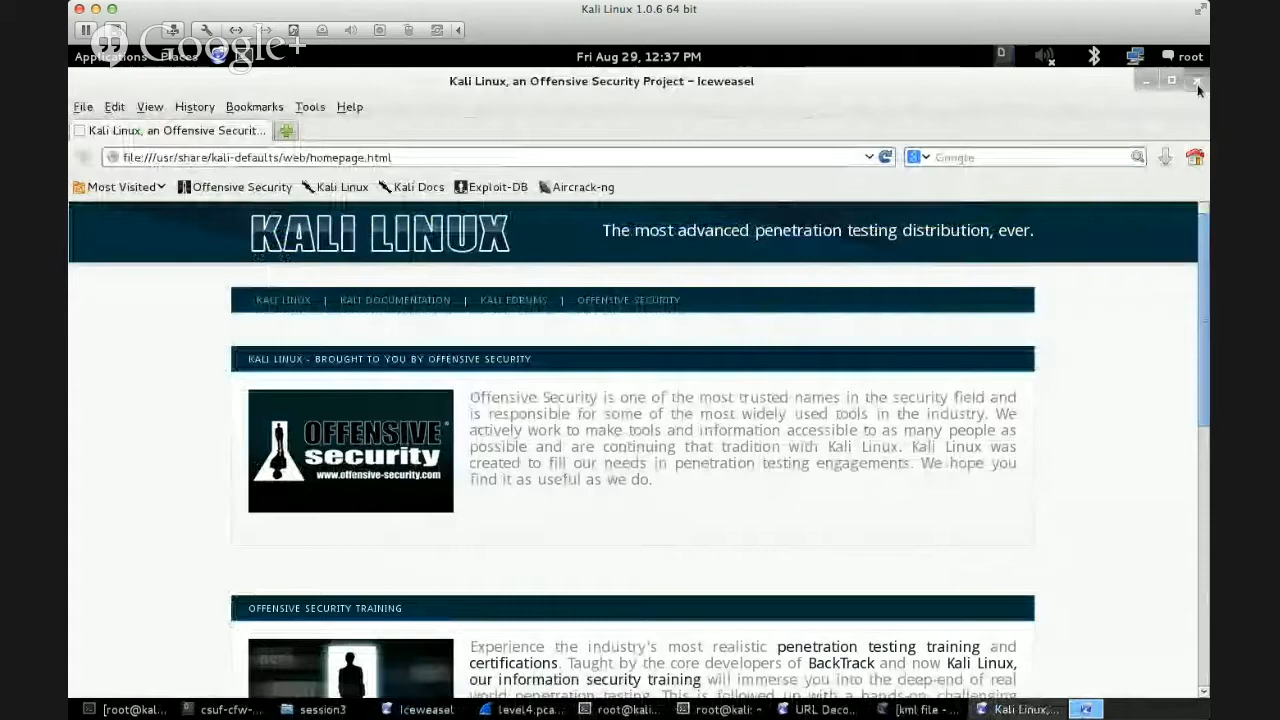 Kali Linux 1.0.6 64 bit
Google+
Applications Places Fri Aug 29, 12:37 PM root
Kali Linux, an Offensive Security Project – Iceweasel
File Edit View History Bookmarks Tools Help
Kali Linux, an Offensive Securit...
file:///usr/share/kali-defaults/web/homepage.html Google
Most Visited Offensive Security Kali Linux Kali Docs Exploit-DB Aircrack-ng
KALI LINUX The most advanced penetration testing distribution, ever.
KALI LINUX | KALI DOCUMENTATION | KALI FORUMS | OFFENSIVE SECURITY
KALI LINUX - BROUGHT TO YOU BY OFFENSIVE SECURITY
OFFENSIVE
security
www.offensive-security.com
Offensive Security is one of the most trusted names in the security field and
is responsible for some of the most widely used tools in the industry. We
actively work to make tools and information accessible to as many people as
possible and are continuing that tradition with Kali Linux. Kali Linux was
created to fill our needs in penetration testing engagements. We hope you
find it as useful as we do.
OFFENSIVE SECURITY TRAINING
Experience the industry's most realistic penetration testing training and
certifications. Taught by the core developers of BackTrack and now Kali Linux,
our information security training will immerse you into the deep-end of real
world penetration testing. This is followed up with a hands-on challenging
[root@kal... csuf-cfw-... session3 Iceweasel level4.pca... root@kali... root@kali: ~ URL Deco... [kml file - ... Kali Linux,...